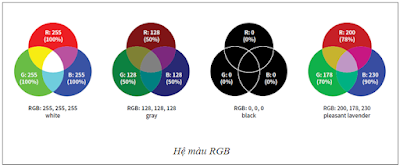 R: 255
(100%)
G: 255
(100%)
B: 255
(100%)
RGB: 255, 255, 255
white
R: 128
(50%)
G: 128
(50%)
B: 128
(50%)
RGB: 128, 128, 128
gray
R: 0
(0%)
G: 0
(0%)
B: 0
(0%)
RGB: 0, 0, 0
black
R: 200
(78%)
G: 178
(70%)
B: 230
(90%)
RGB: 200, 178, 230
pleasant lavender
Hệ màu RGB